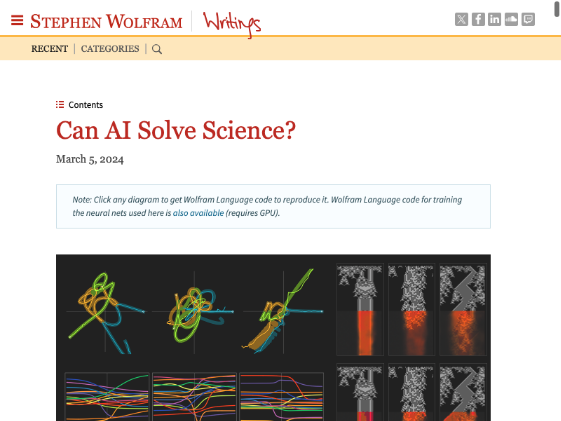 STEPHEN WOLFRAM Writings
RECENT | CATEGORIES |
Contents
Can AI Solve Science?
March 5, 2024
Note: Click any diagram to get Wolfram Language code to reproduce it. Wolfram Language code for training
the neural nets used here is also available (requires GPU).